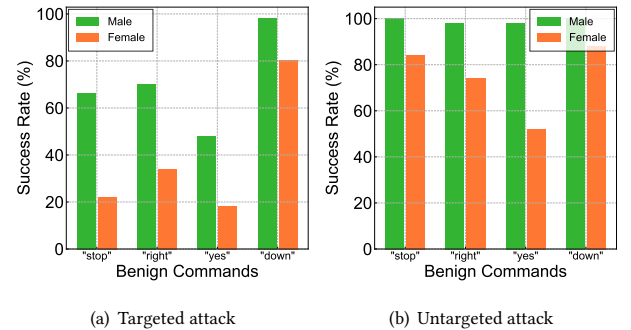 100
80
60
40
20
0
Success Rate (%)
Male
Female
"stop" "right" "yes" "down"
Benign Commands
(a) Targeted attack
100
80
60
40
20
0
Success Rate (%)
Male
Female
"stop" "right" "yes" "down"
Benign Commands
(b) Untargeted attack